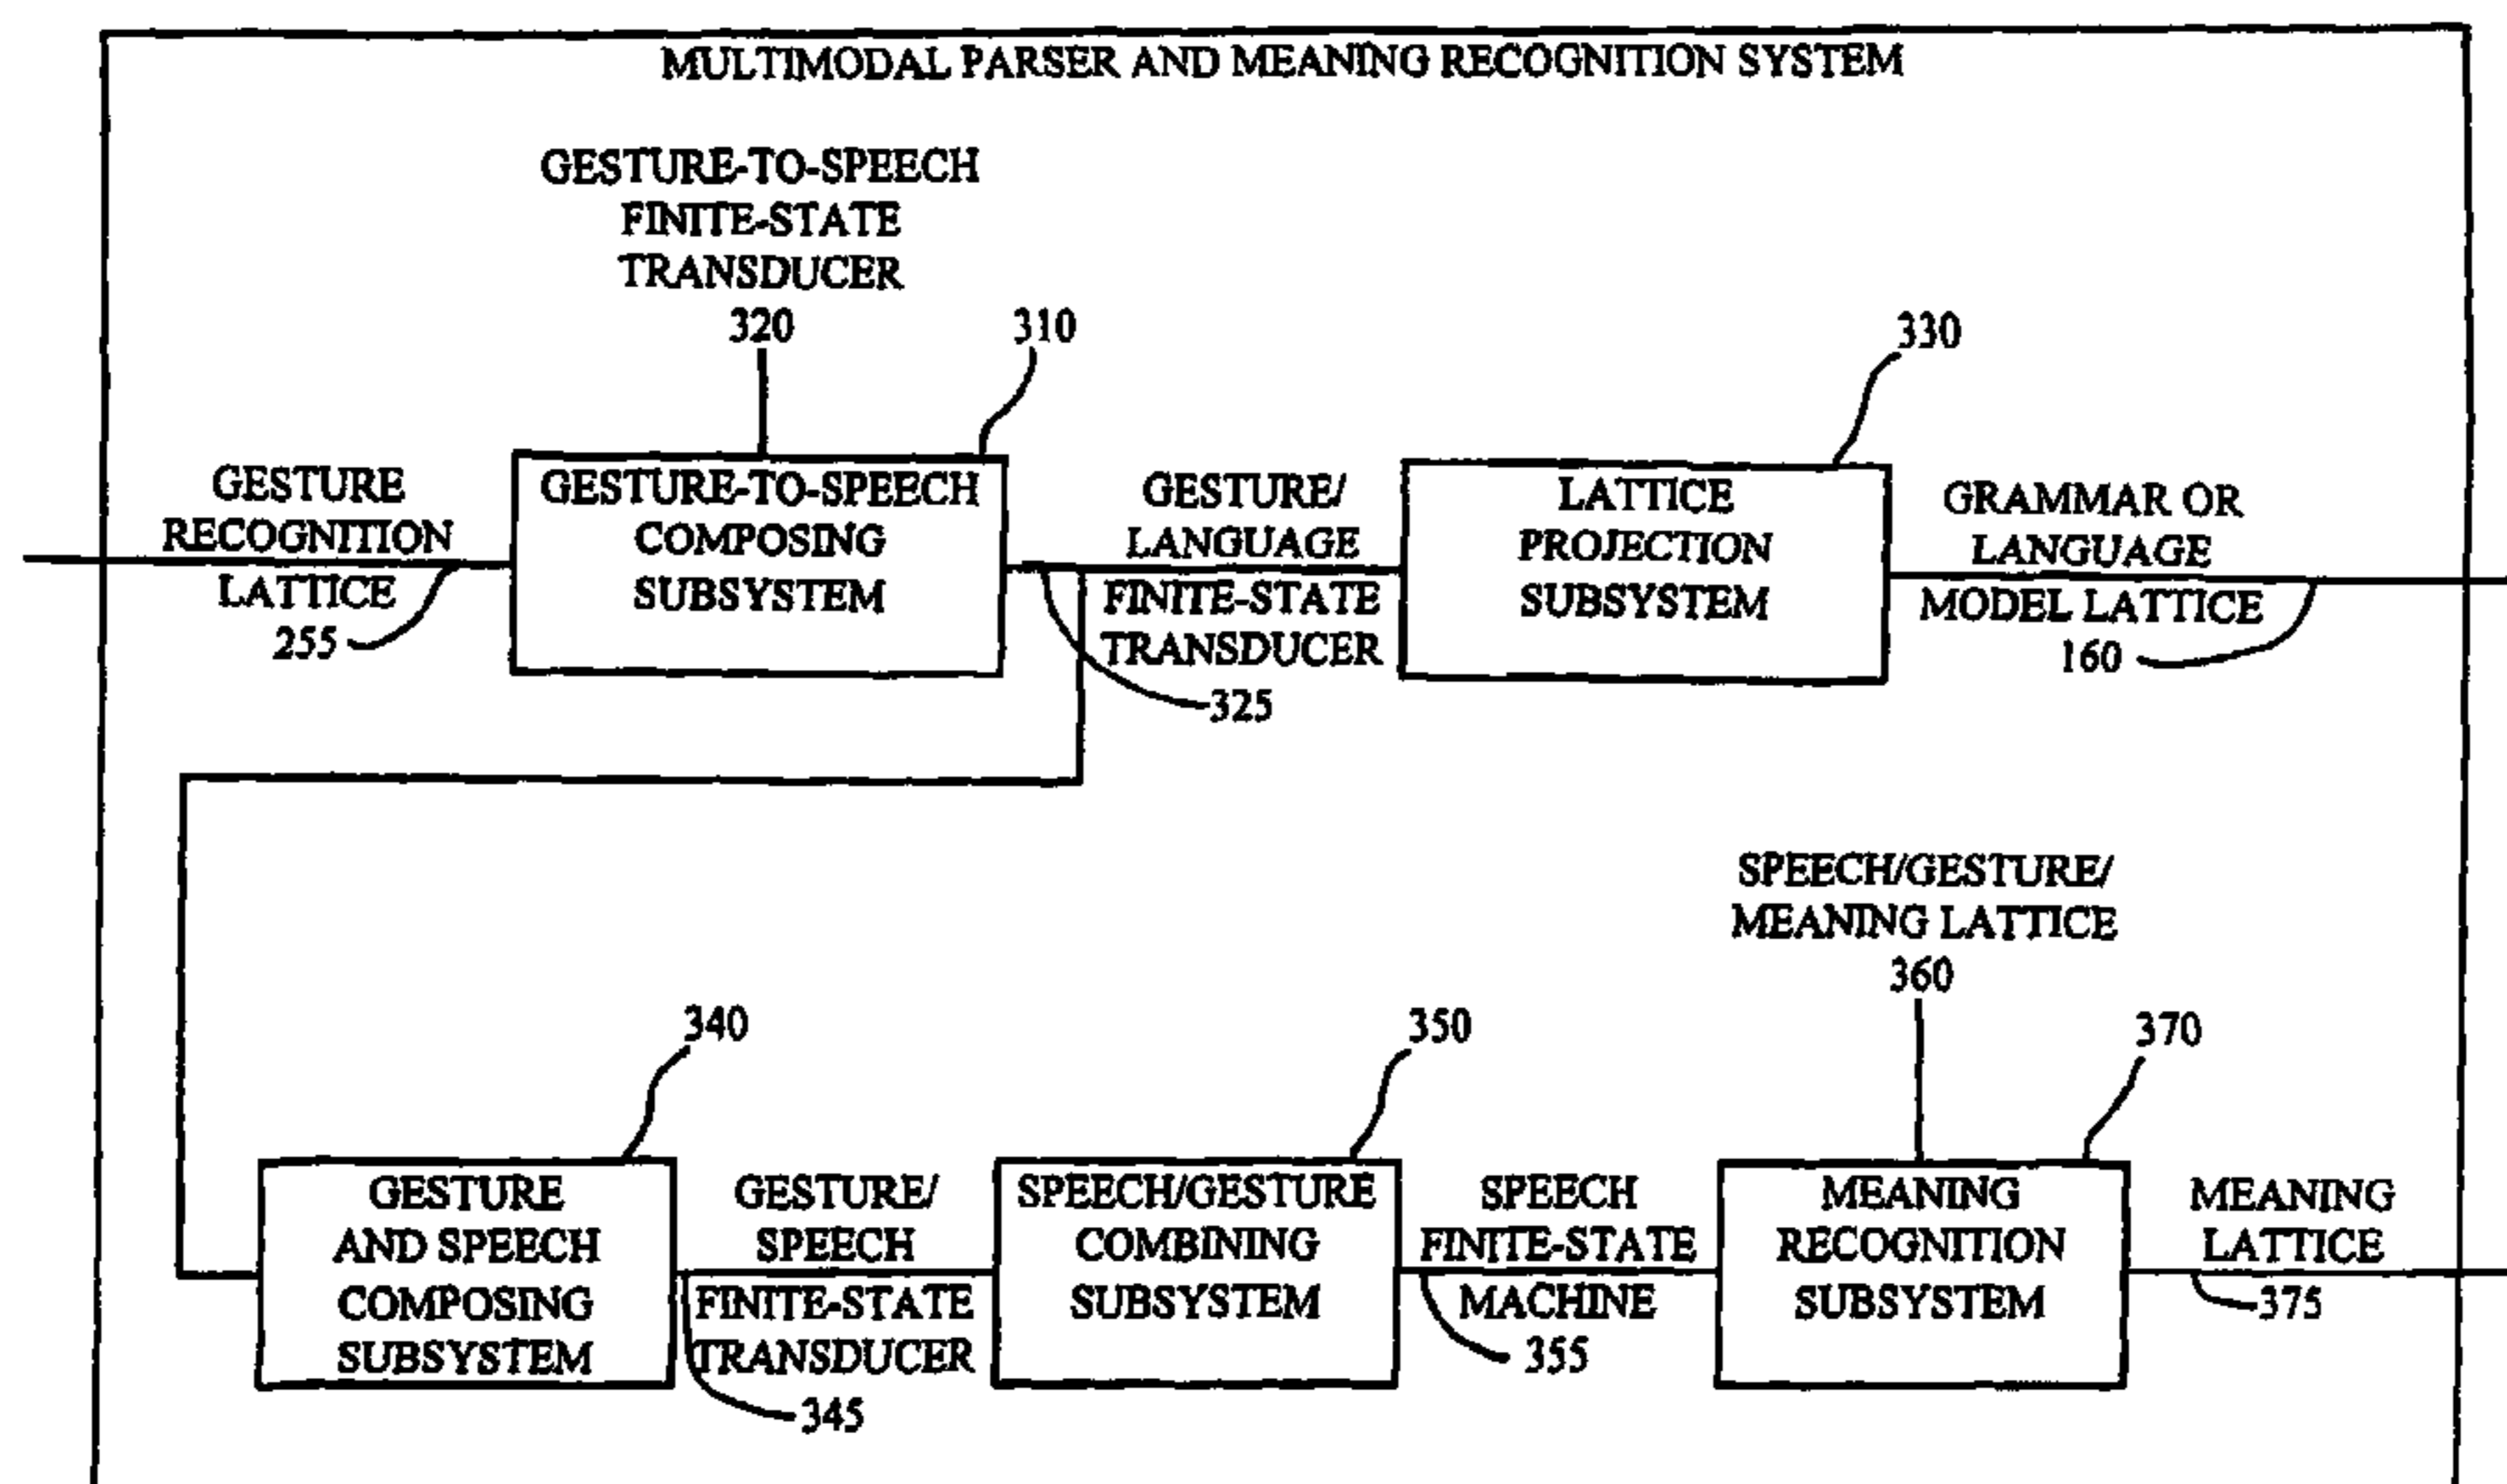 MULTIMODAL PARSER AND MEANING RECOGNITION SYSTEM
GESTURE-TO-SPEECH
FINITE-STATE
TRANSDUCER
320
310
330
GESTURE
RECOGNITION
LATTICE
255
GESTURE-TO-SPEECH
COMPOSING
SUBSYSTEM
GESTURE/
LANGUAGE
FINITE-STATE
TRANSDUCER
325
LATTICE
PROJECTION
SUBSYSTEM
GRAMMAR OR
LANGUAGE
MODEL LATTICE
160
SPEECH/GESTURE/
MEANING LATTICE
360
340
350
370
GESTURE
AND SPEECH
COMPOSING
SUBSYSTEM
GESTURE/
SPEECH
FINITE-STATE
TRANSDUCER
345
SPEECH/GESTURE
COMBINING
SUBSYSTEM
SPEECH
FINITE-STATE
MACHINE
355
MEANING
RECOGNITION
SUBSYSTEM
MEANING
LATTICE
375